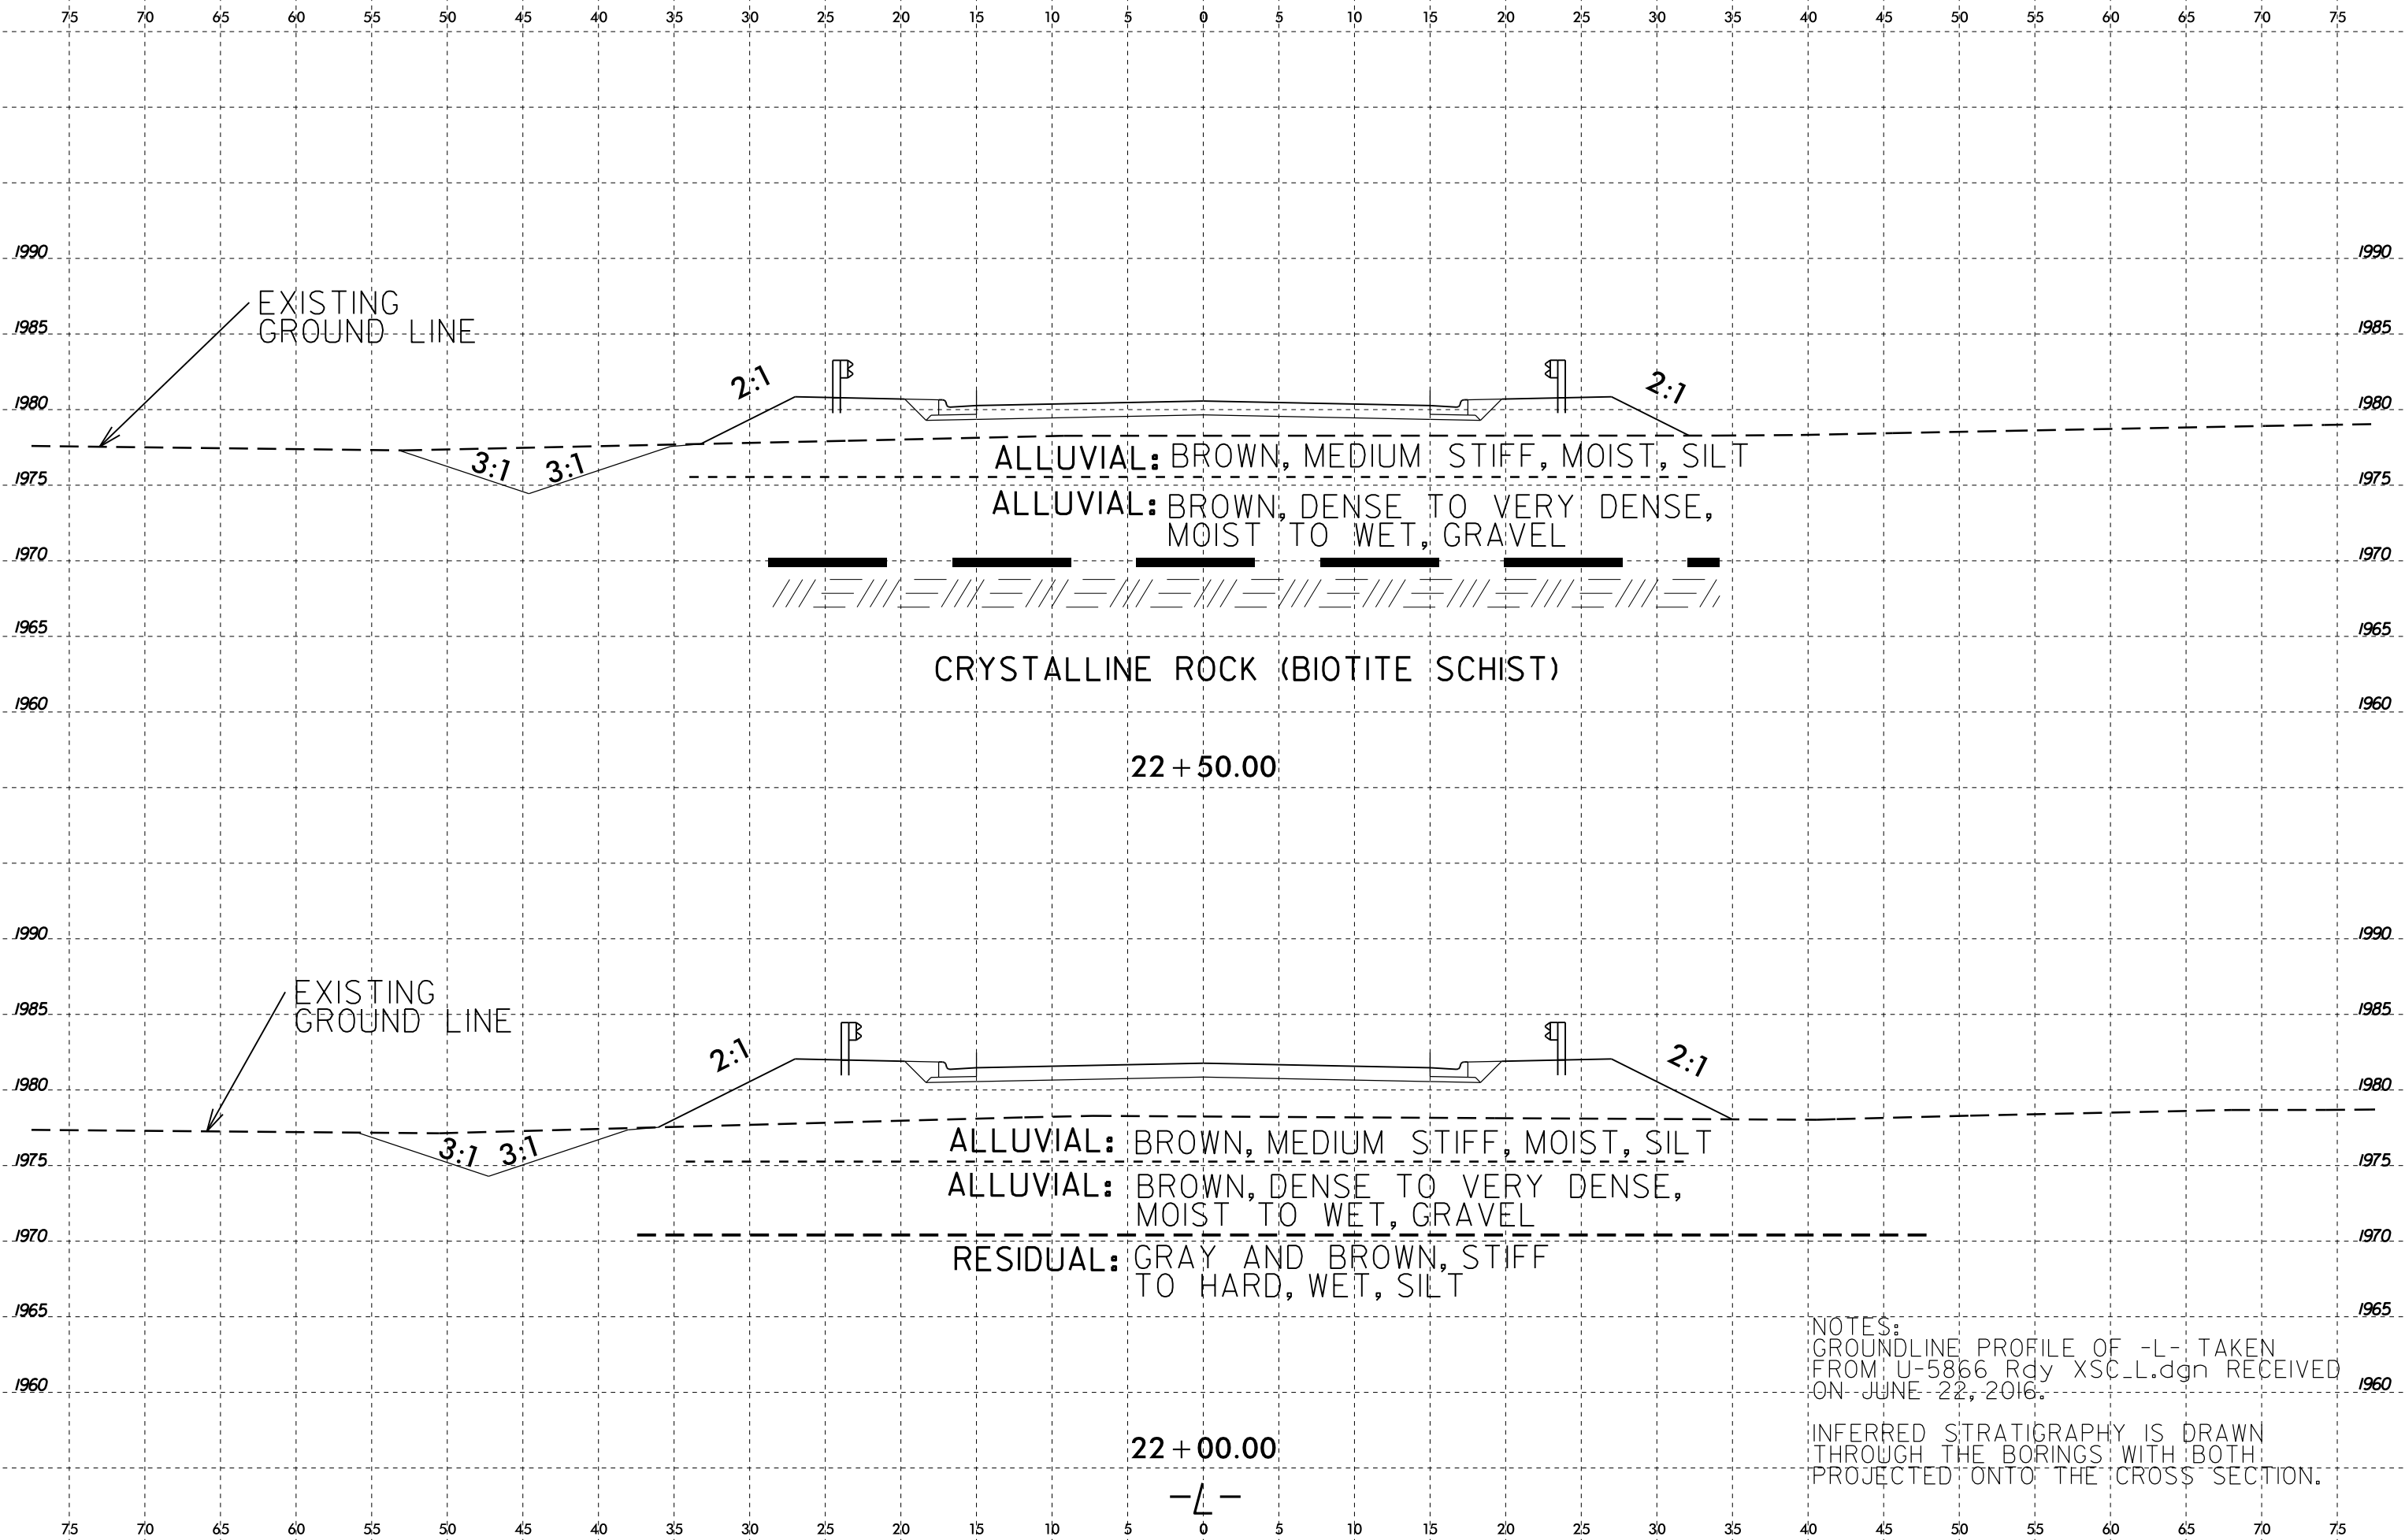 75 70 65 60 55 50 45 40 35 30 25 20 15 10 5 0 5 10 15 20 25 30 35 40 45 50 55 60 65 70 75
1990 1990
EXISTING
GROUND LINE
1985 1985
2:1 2:1
1980 1980
ALLUVIAL: BROWN, MEDIUM STIFF, MOIST, SILT
3:1 3:1
1975 1975
ALLUVIAL: BROWN, DENSE TO VERY DENSE,
MOIST TO WET, GRAVEL
1970 1970
1965 1965
CRYSTALLINE ROCK (BIOTITE SCHIST)
1960 1960
22+50.00
1990 1990
EXISTING
GROUND LINE
1985 1985
2:1 2:1
1980 1980
ALLUVIAL: BROWN, MEDIUM STIFF, MOIST, SILT
3:1 3:1
1975 1975
ALLUVIAL: BROWN, DENSE TO VERY DENSE,
MOIST TO WET, GRAVEL
1970 1970
RESIDUAL: GRAY AND BROWN, STIFF
TO HARD, WET, SILT
1965 1965
1960 1960
NOTES:
GROUNDLINE PROFILE OF -L- TAKEN
FROM U-5866 Rdy XSC_L.dgn RECEIVED
ON JUNE 22, 2016.
INFERRED STRATIGRAPHY IS DRAWN
THROUGH THE BORINGS WITH BOTH
PROJECTED ONTO THE CROSS SECTION.
22+00.00
-L-
75 70 65 60 55 50 45 40 35 30 25 20 15 10 5 0 5 10 15 20 25 30 35 40 45 50 55 60 65 70 75